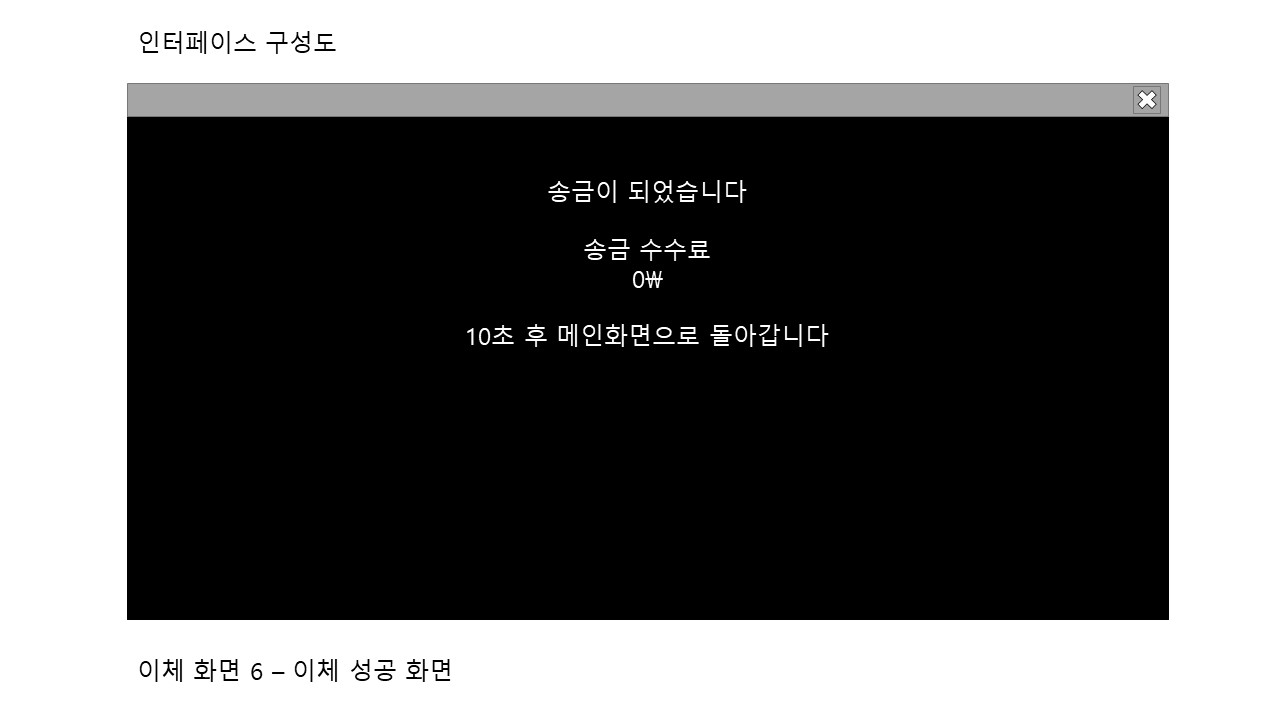 인터페이스 구성도
송금이 되었습니다
송금 수수료
0₩
10초 후 메인화면으로 돌아갑니다
이체 화면 6 – 이체 성공 화면